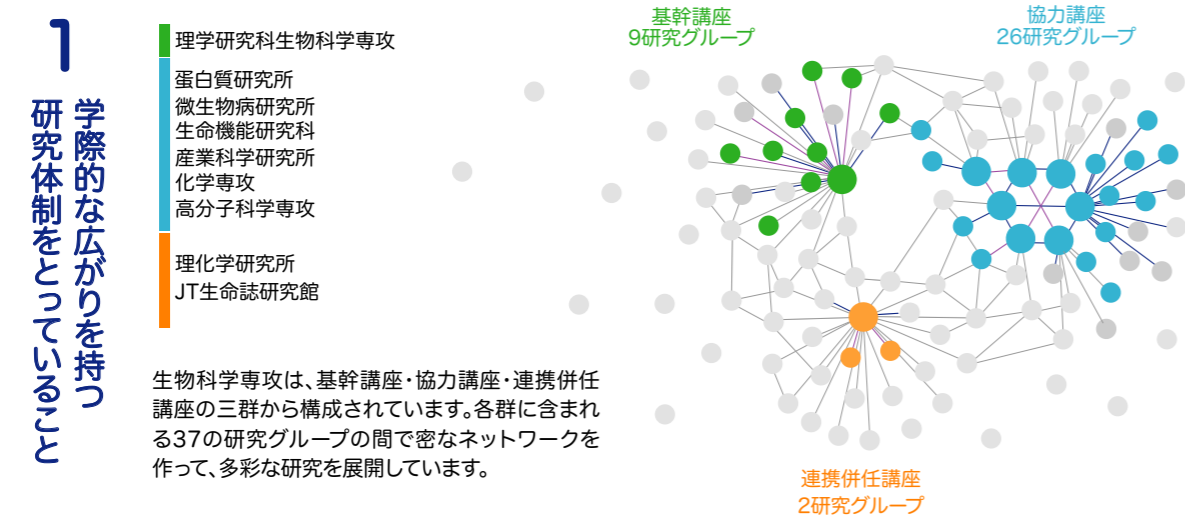 1
学際的な広がりを持つ
研究体制をとっていること
理学研究科生物科学専攻
蛋白質研究所
微生物病研究所
生命機能研究科
産業科学研究所
化学専攻
高分子科学専攻
理化学研究所
JT生命誌研究館
生物科学専攻は、基幹講座・協力講座・連携併任
講座の三群から構成されています。各群に含まれ
る37の研究グループの間で密なネットワークを
作って、多彩な研究を展開しています。
基幹講座
9研究グループ
協力講座
26研究グループ
連携併任講座
2研究グループ